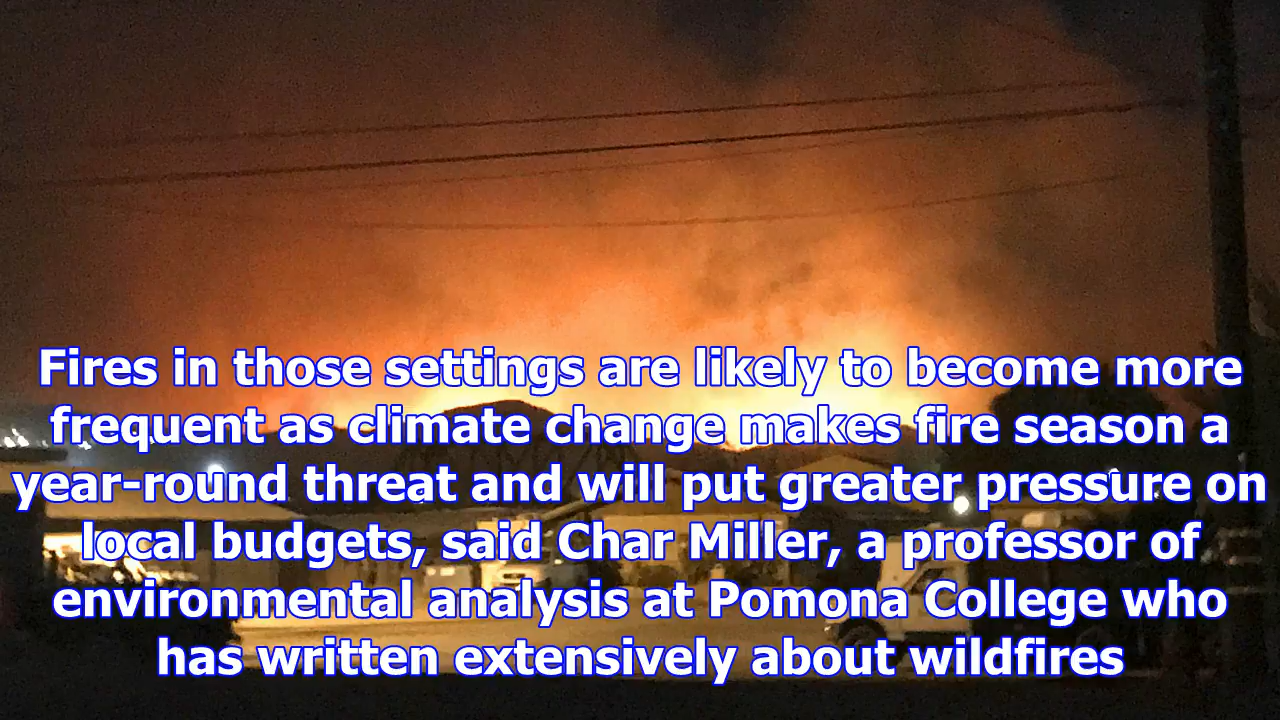 Fires in those settings are likely to become more
frequent as climate change makes fire season a
year-round threat and will put greater pressure on
local budgets, said Char Miller, a professor of
environmental analysis at Pomona College who
has written extensively about wildfires